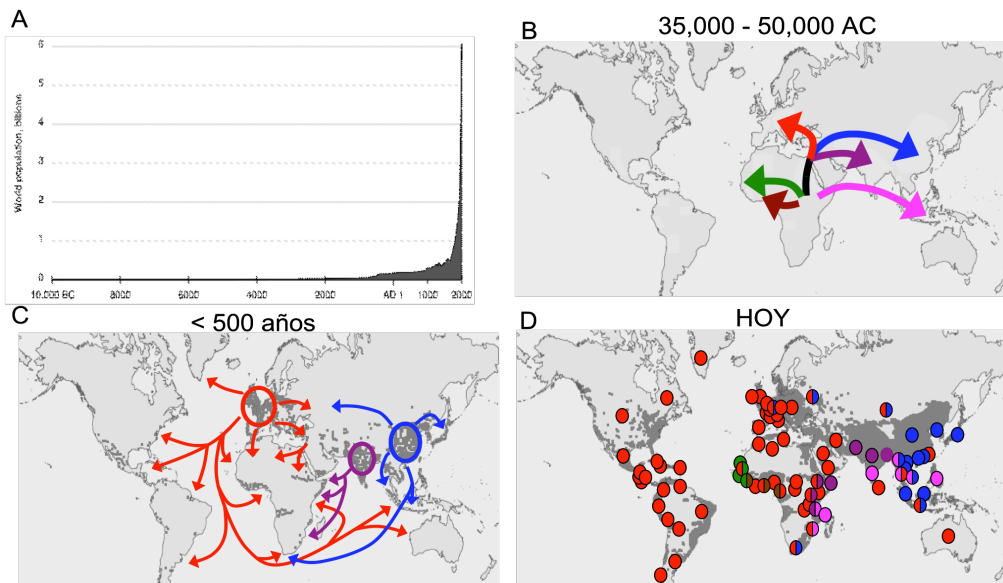 A
World population, billions
6
5
4
3
2
1
0
10,000 BC 8000 6000 4000 2000 AD 1 1000 2000
B
35,000 - 50,000 AC
C
< 500 años
D
HOY